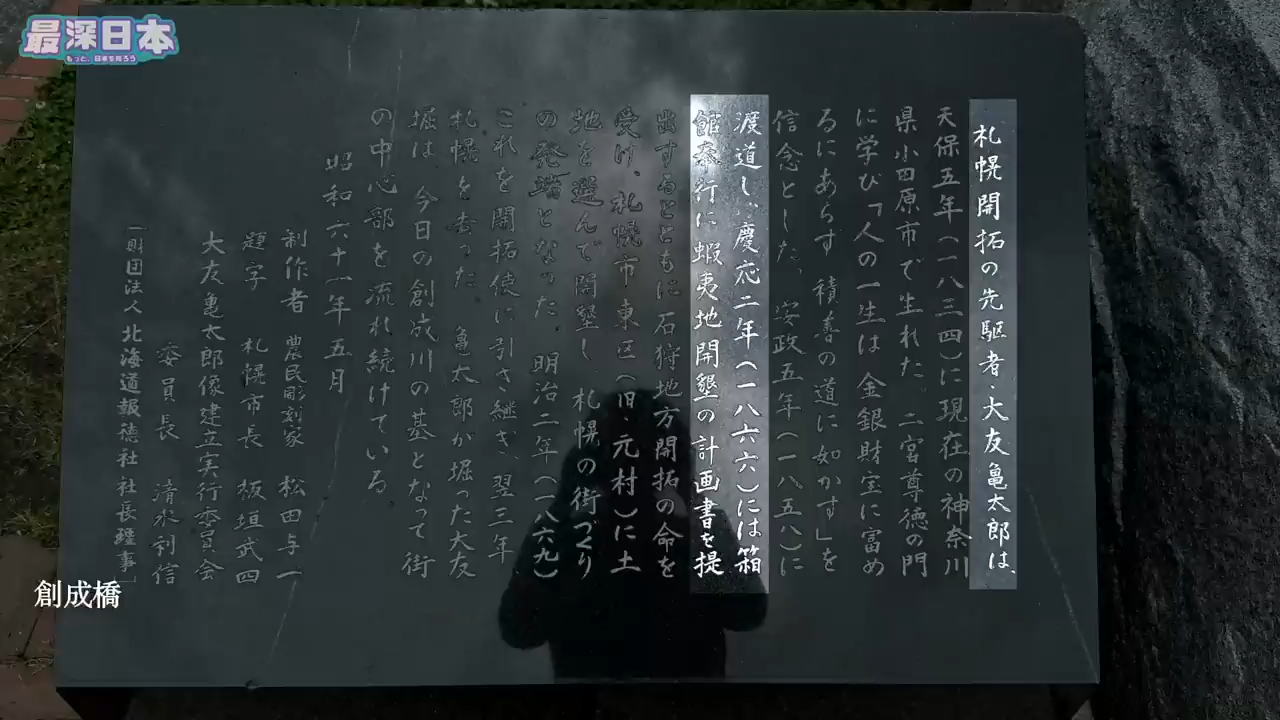 最深日本
もっと、日本を知ろう
札幌開拓の先駆者・大友亀太郎は、
天保五年(一八三四)に現在の神奈川
県小田原市で生れた。二宮尊徳の門
に学び「人の一生は金銀財宝に富め
るにあらず 積善の道に如かず」を
信念とした。安政五年(一八五八)に
渡道し、慶応二年(一八六六)には箱
館奉行に蝦夷地開墾の計画書を提
出するとともに石狩地方開拓の命を
受け、札幌市東区(旧・元村)に土
地を選んで開墾し、札幌の街づくり
の発端となった。明治二年(一八六九)
これを開拓使に引き継ぎ、翌三年
札幌を去った。亀太郎が堀った大友
堀は、今日の創成川の基となって街
の中心部を流れ続けている。
昭和六十一年五月
制作者 農民彫刻家 松田与一
題字 札幌市長 板垣武四
大友亀太郎像建立実行委員会
委員長 清水利信
(財団法人 北海道報徳社 社長理事)
創成橋